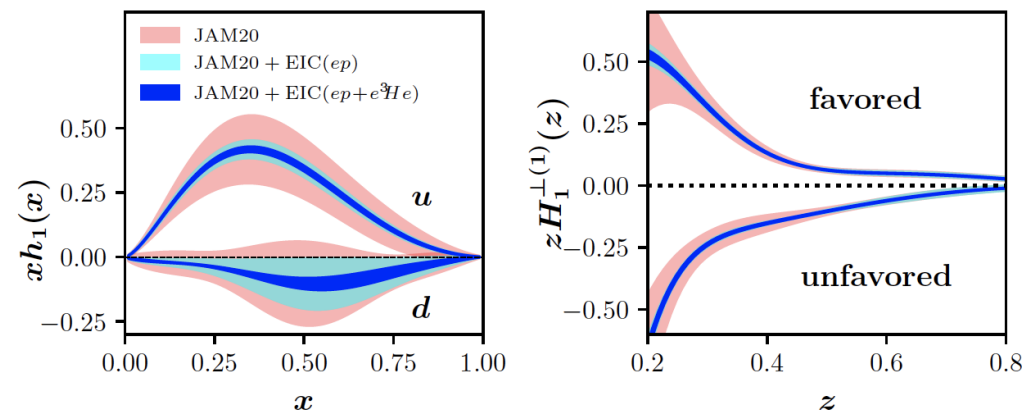 JAM20
JAM20 + EIC(ep)
JAM20 + EIC(ep+e³He)
xh₁(x)
0.50
0.25
0.00
−0.25
u
d
0.00 0.25 0.50 0.75 1.00
x
zH₁^⊥(1)(z)
0.50
0.25
0.00
−0.25
−0.50
favored
unfavored
0.2 0.4 0.6 0.8
z